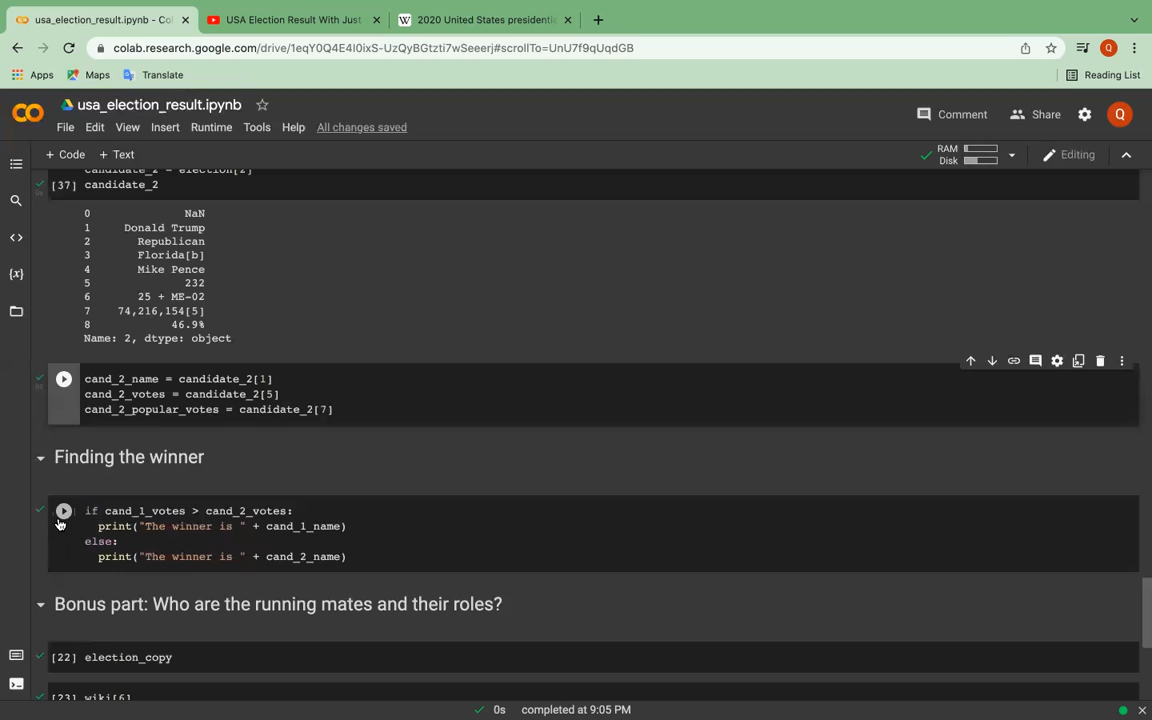 usa_election_result.ipynb - Co
USA Election Result With Just
2020 United States presidentia
colab.research.google.com/drive/1eqY0Q4E4I0ixS-UzQyBGtzti7wSeeerj#scrollTo=UnU7f9qUqdGB
Q
Apps Maps Translate Reading List
usa_election_result.ipynb
File Edit View Insert Runtime Tools Help All changes saved
Comment Share Q
+ Code + Text
RAM
Disk
Editing
candidate_2 = election[2]
[37] candidate_2
0 NaN
1 Donald Trump
2 Republican
3 Florida[b]
4 Mike Pence
5 232
6 25 + ME-02
7 74,216,154[5]
8 46.9%
Name: 2, dtype: object
cand_2_name = candidate_2[1]
cand_2_votes = candidate_2[5]
cand_2_popular_votes = candidate_2[7]
Finding the winner
if cand_1_votes > cand_2_votes:
print("The winner is " + cand_1_name)
else:
print("The winner is " + cand_2_name)
Bonus part: Who are the running mates and their roles?
[22] election_copy
[23] wiki[6]
0s completed at 9:05 PM